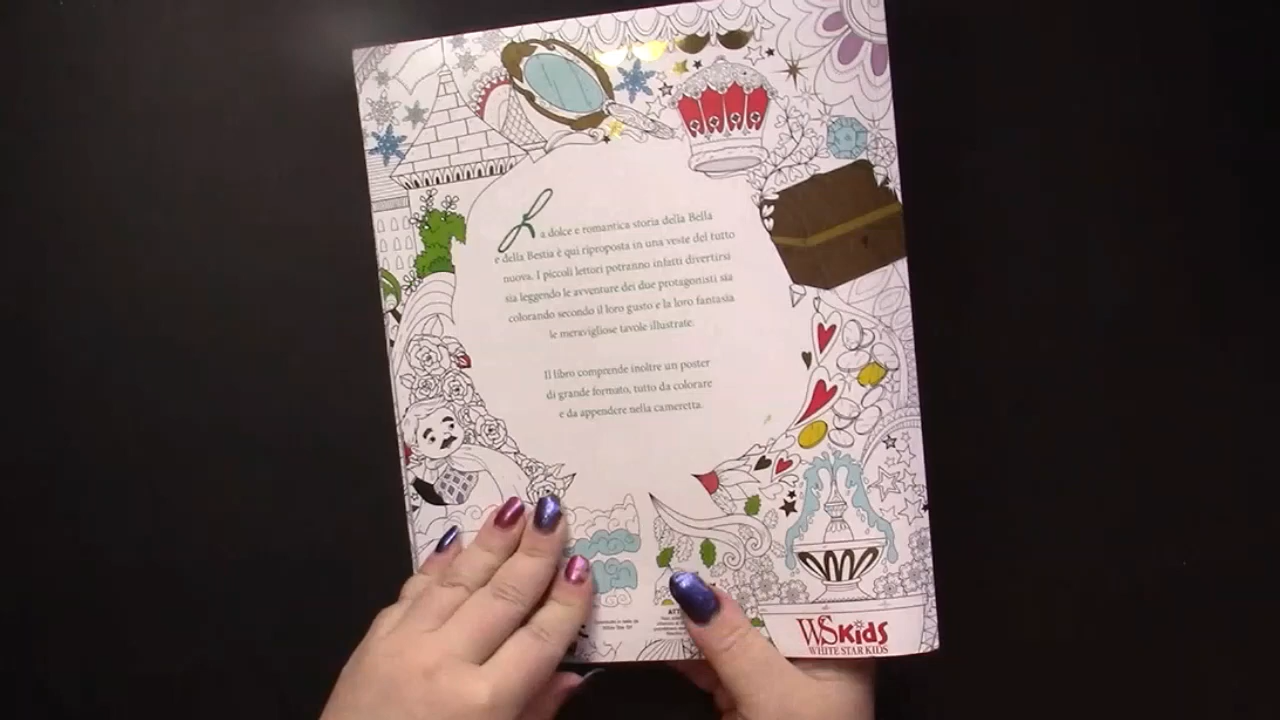 La dolce e romantica storia della Bella
e della Bestia è qui riproposta in una veste del tutto
nuova. I piccoli lettori potranno infatti divertirsi
sia leggendo le avventure dei due protagonisti sia
colorando secondo il loro gusto e la loro fantasia
le meravigliose tavole illustrate.
Il libro comprende inoltre un poster
di grande formato, tutto da colorare
e da appendere nella cameretta.
WSKids
WHITE STAR KIDS